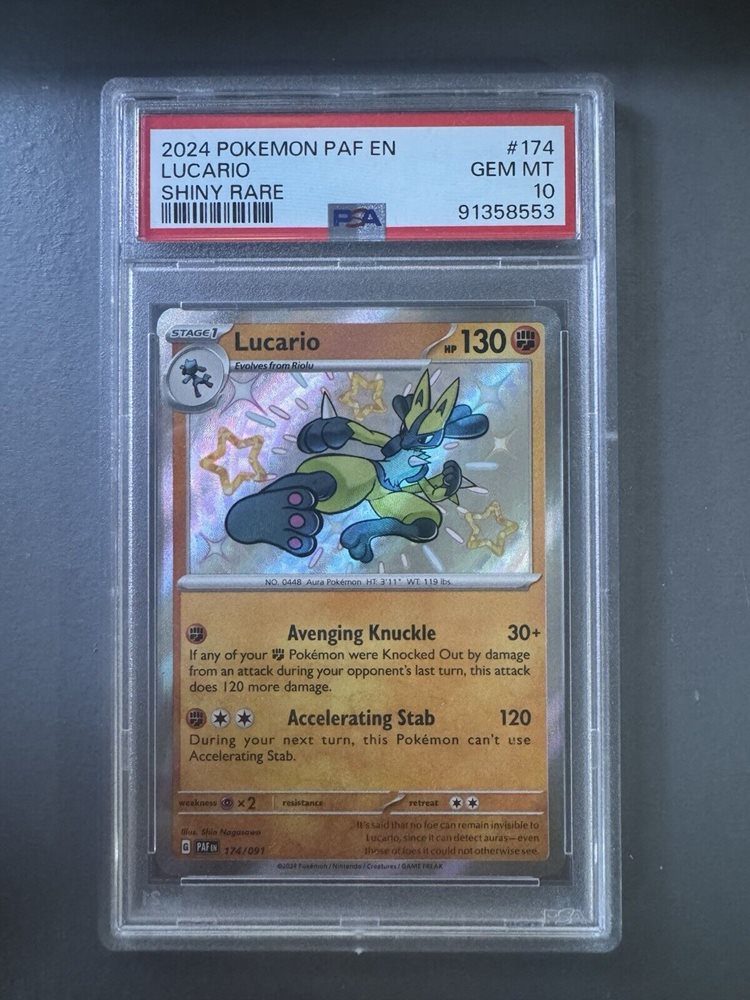 2024 POKEMON PAF EN #174
LUCARIO GEM MT
SHINY RARE 10
PSA 91358553
STAGE 1 Lucario HP 130
Evolves from Riolu
NO. 0448 Aura Pokémon HT: 3'11" WT: 119 lbs.
Avenging Knuckle 30+
If any of your Pokémon were Knocked Out by damage
from an attack during your opponent's last turn, this attack
does 120 more damage.
Accelerating Stab 120
During your next turn, this Pokémon can't use
Accelerating Stab.
weakness ×2 resistance retreat
Illus. Shin Nagasawa
It's said that no foe can remain invisible to
Lucario, since it can detect auras—even
those of foes it could not otherwise see.
G PAF EN 174/091
©2024 Pokémon / Nintendo / Creatures / GAME FREAK
PSA